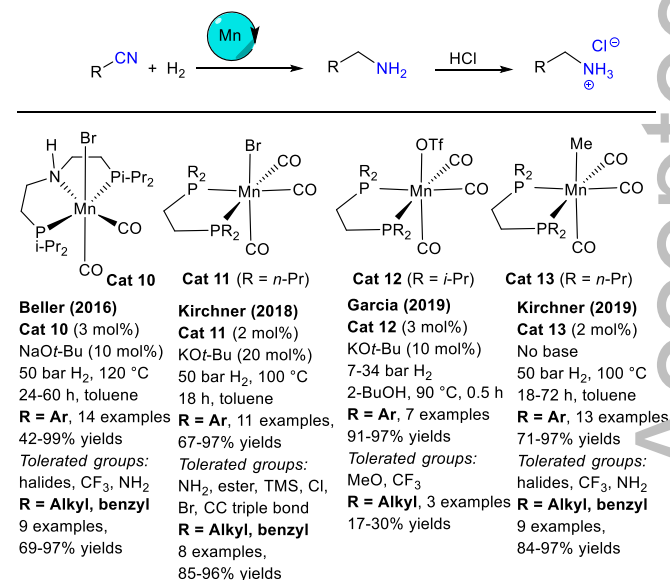 Mn
R CN + H2
R NH2
HCl
R Cl⊖
NH3
⊕
Br
H
N
Pi-Pr2
Mn
P
i-Pr2
CO
CO
Cat 10
Br
R2
P
Mn
CO
CO
PR2
CO
Cat 11 (R = n-Pr)
OTf
R2
P
Mn
CO
CO
PR2
CO
Cat 12 (R = i-Pr)
Me
R2
P
Mn
CO
CO
PR2
CO
Cat 13 (R = n-Pr)
Beller (2016)
Cat 10 (3 mol%)
NaOt-Bu (10 mol%)
50 bar H2, 120 °C
24-60 h, toluene
R = Ar, 14 examples
42-99% yields
Tolerated groups:
halides, CF3, NH2
R = Alkyl, benzyl
9 examples,
69-97% yields
Kirchner (2018)
Cat 11 (2 mol%)
KOt-Bu (20 mol%)
50 bar H2, 100 °C
18 h, toluene
R = Ar, 11 examples,
67-97% yields
Tolerated groups:
NH2, ester, TMS, Cl,
Br, CC triple bond
R = Alkyl, benzyl
8 examples,
85-96% yields
Garcia (2019)
Cat 12 (3 mol%)
KOt-Bu (10 mol%)
7-34 bar H2
2-BuOH, 90 °C, 0.5 h
R = Ar, 7 examples
91-97% yields
Tolerated groups:
MeO, CF3
R = Alkyl, 3 examples
17-30% yields
Kirchner (2019)
Cat 13 (2 mol%)
No base
50 bar H2, 100 °C
18-72 h, toluene
R = Ar, 13 examples
71-97% yields
Tolerated groups:
halides, CF3, NH2
R = Alkyl, benzyl
9 examples,
84-97% yields